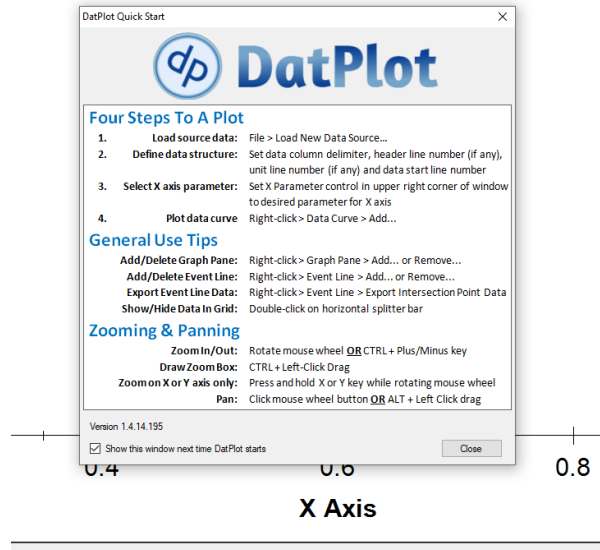 DatPlot Quick Start
dp DatPlot
Four Steps To A Plot
1. Load source data: File > Load New Data Source...
2. Define data structure: Set data column delimiter, header line number (if any),
unit line number (if any) and data start line number
3. Select X axis parameter: Set X Parameter control in upper right corner of window
to desired parameter for X axis
4. Plot data curve Right-click > Data Curve > Add...
General Use Tips
Add/Delete Graph Pane: Right-click > Graph Pane > Add... or Remove...
Add/Delete Event Line: Right-click > Event Line > Add... or Remove...
Export Event Line Data: Right-click > Event Line > Export Intersection Point Data
Show/Hide Data In Grid: Double-click on horizontal splitter bar
Zooming & Panning
Zoom In/Out: Rotate mouse wheel OR CTRL + Plus/Minus key
Draw Zoom Box: CTRL + Left-Click Drag
Zoom on X or Y axis only: Press and hold X or Y key while rotating mouse wheel
Pan: Click mouse wheel button OR ALT + Left Click drag
Version 1.4.14.195
Show this window next time DatPlot starts Close
0.4 0.6 0.8
X Axis